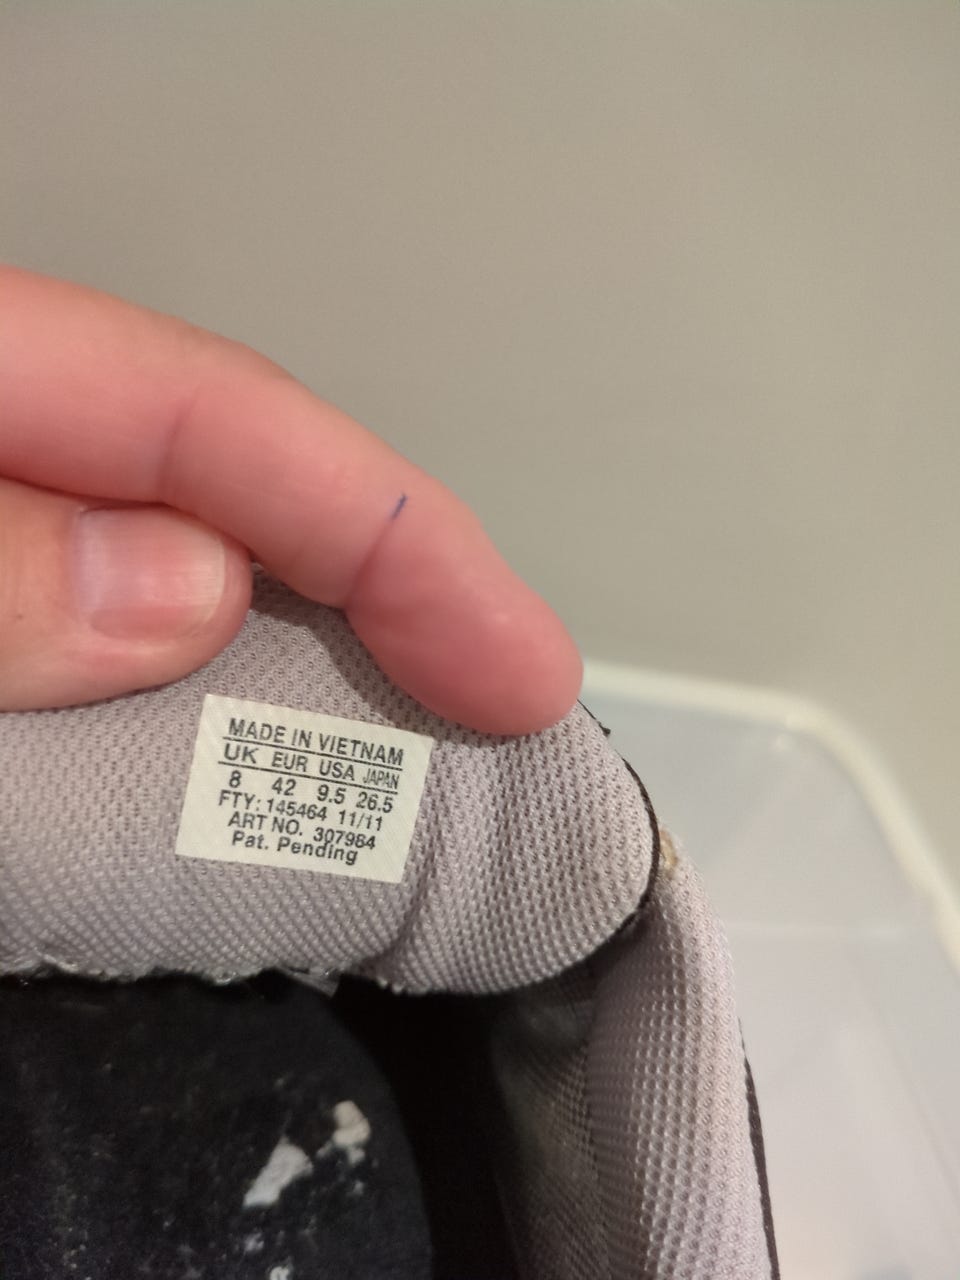 MADE IN VIETNAM
UK EUR USA JAPAN
8 42 9.5 26.5
FTY: 145464 11/11
ART NO. 307984
Pat. Pending